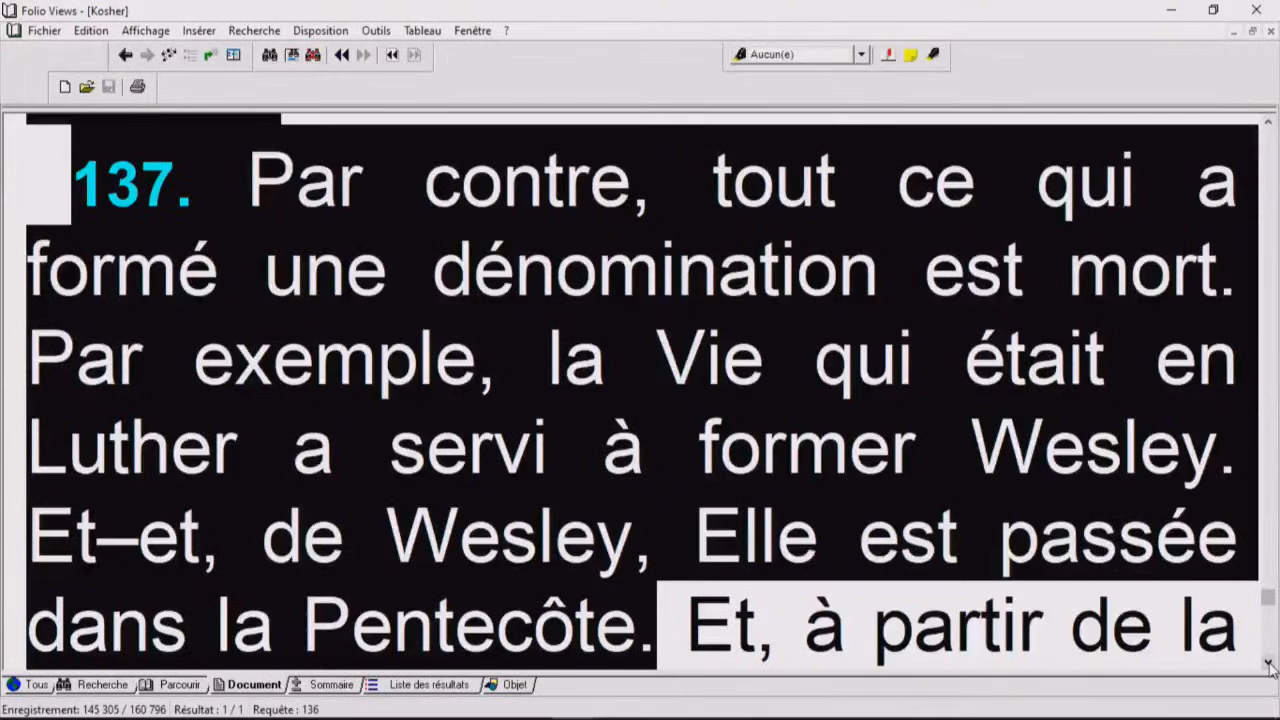 Folio Views - [Kosher]
Fichier Edition Affichage Insérer Recherche Disposition Outils Tableau Fenêtre ?
Aucun(e)
137. Par contre, tout ce qui a
formé une dénomination est mort.
Par exemple, la Vie qui était en
Luther a servi à former Wesley.
Et–et, de Wesley, Elle est passée
dans la Pentecôte. Et, à partir de la
Tous Recherche Parcourir Document Sommaire Liste des résultats Objet
Enregistrement: 145 305 / 160 796 Résultat : 1 / 1 Requête : 136